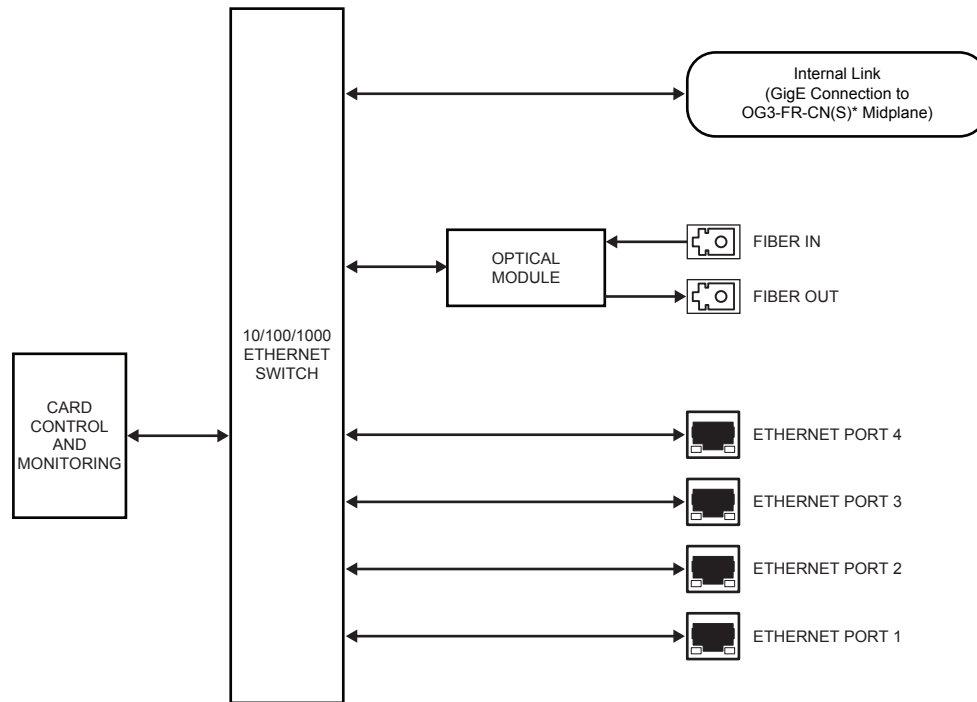 Internal Link
(GigE Connection to
OG3-FR-CN(S)* Midplane)
FIBER IN
OPTICAL
MODULE
FIBER OUT
10/100/1000
ETHERNET
SWITCH
CARD
CONTROL
AND
MONITORING
ETHERNET PORT 4
ETHERNET PORT 3
ETHERNET PORT 2
ETHERNET PORT 1